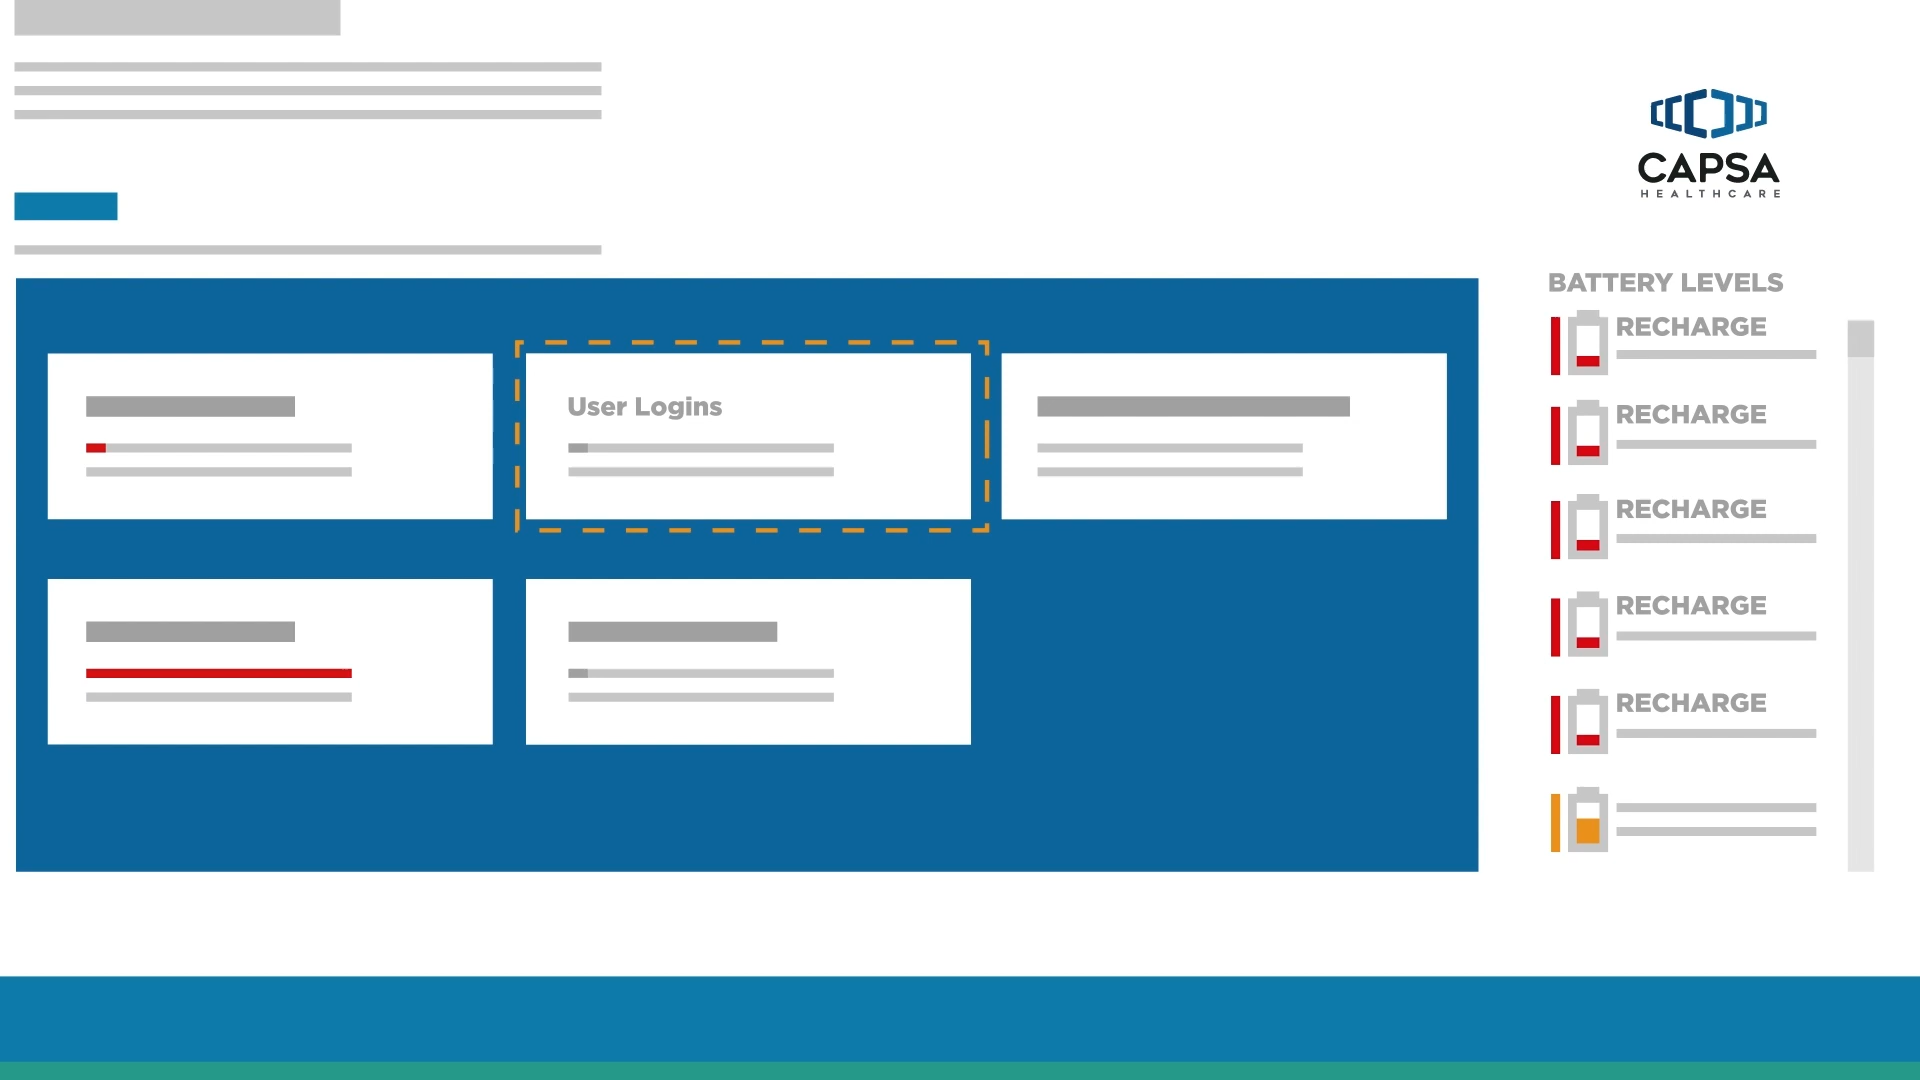 CAPSA
HEALTHCARE
BATTERY LEVELS
RECHARGE
User Logins
RECHARGE
RECHARGE
RECHARGE
RECHARGE